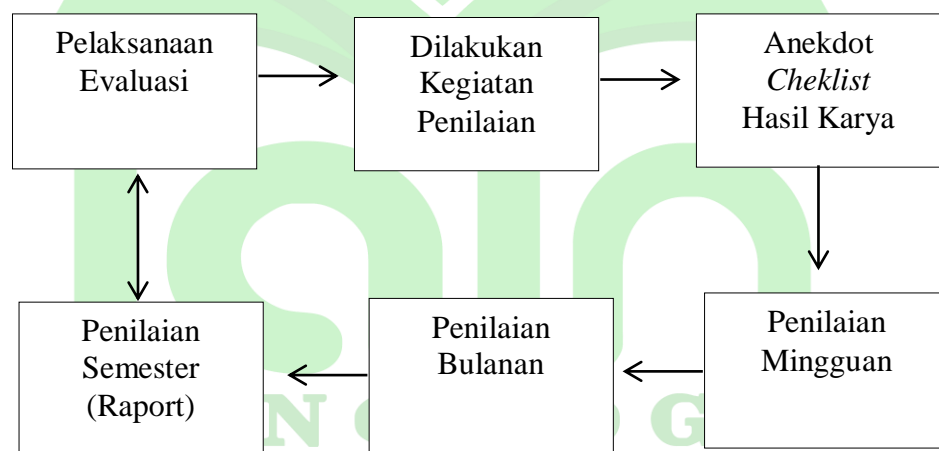 Pelaksanaan
Evaluasi
Dilakukan
Kegiatan
Penilaian
Anekdot
Cheklist
Hasil Karya
Penilaian
Semester
(Raport)
Penilaian
Bulanan
Penilaian
Mingguan